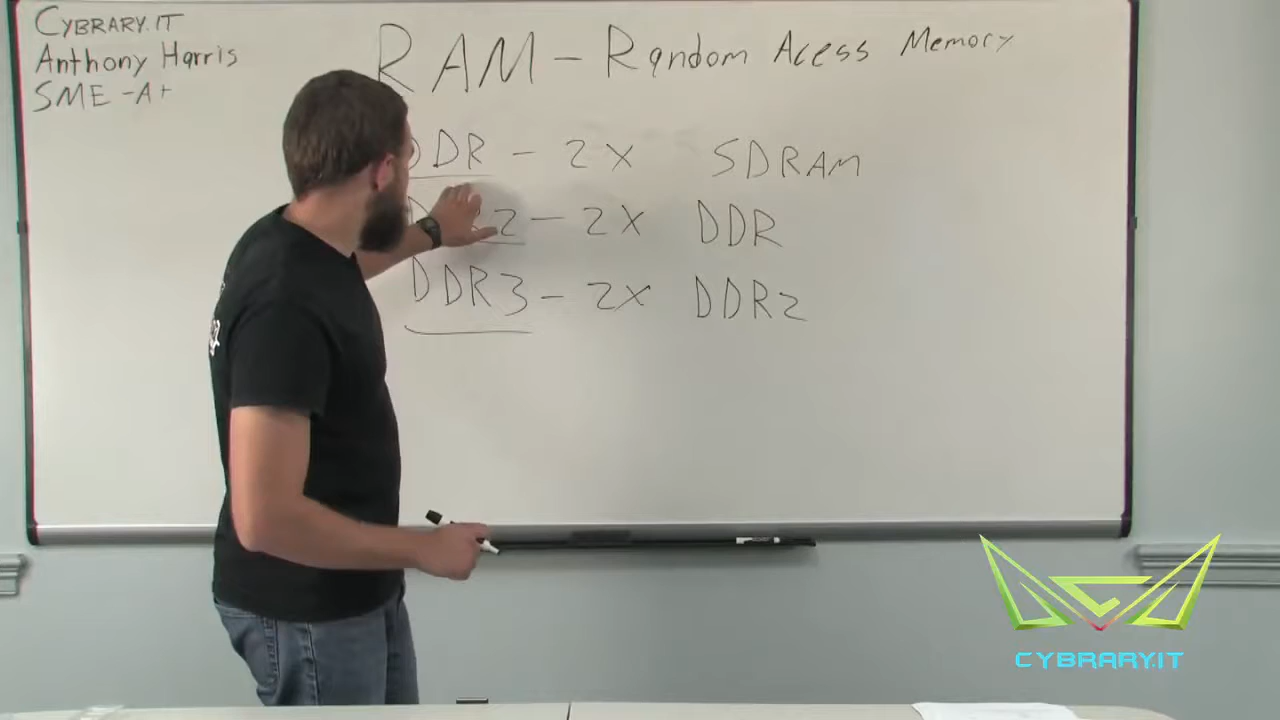 CYBRARY.IT
Anthony Harris
SME -A+
RAM - Random Acess Memory
DDR - 2X SDRAM
2 - 2X DDR
DDR3 - 2X DDR2
CYBRARY.IT